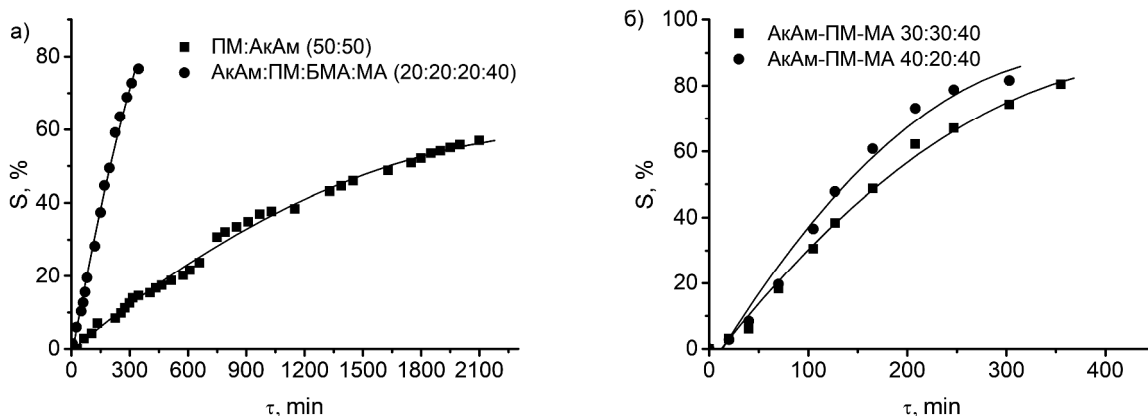 а)
ПМ:АкАм (50:50)
АкАм:ПМ:БМА:МА (20:20:20:40)
80
60
40
20
0
S, %
0 300 600 900 1200 1500 1800 2100
τ, min
б)
АкАм-ПМ-МА 30:30:40
АкАм-ПМ-МА 40:20:40
100
80
60
40
20
0
S, %
0 100 200 300 400
τ, min